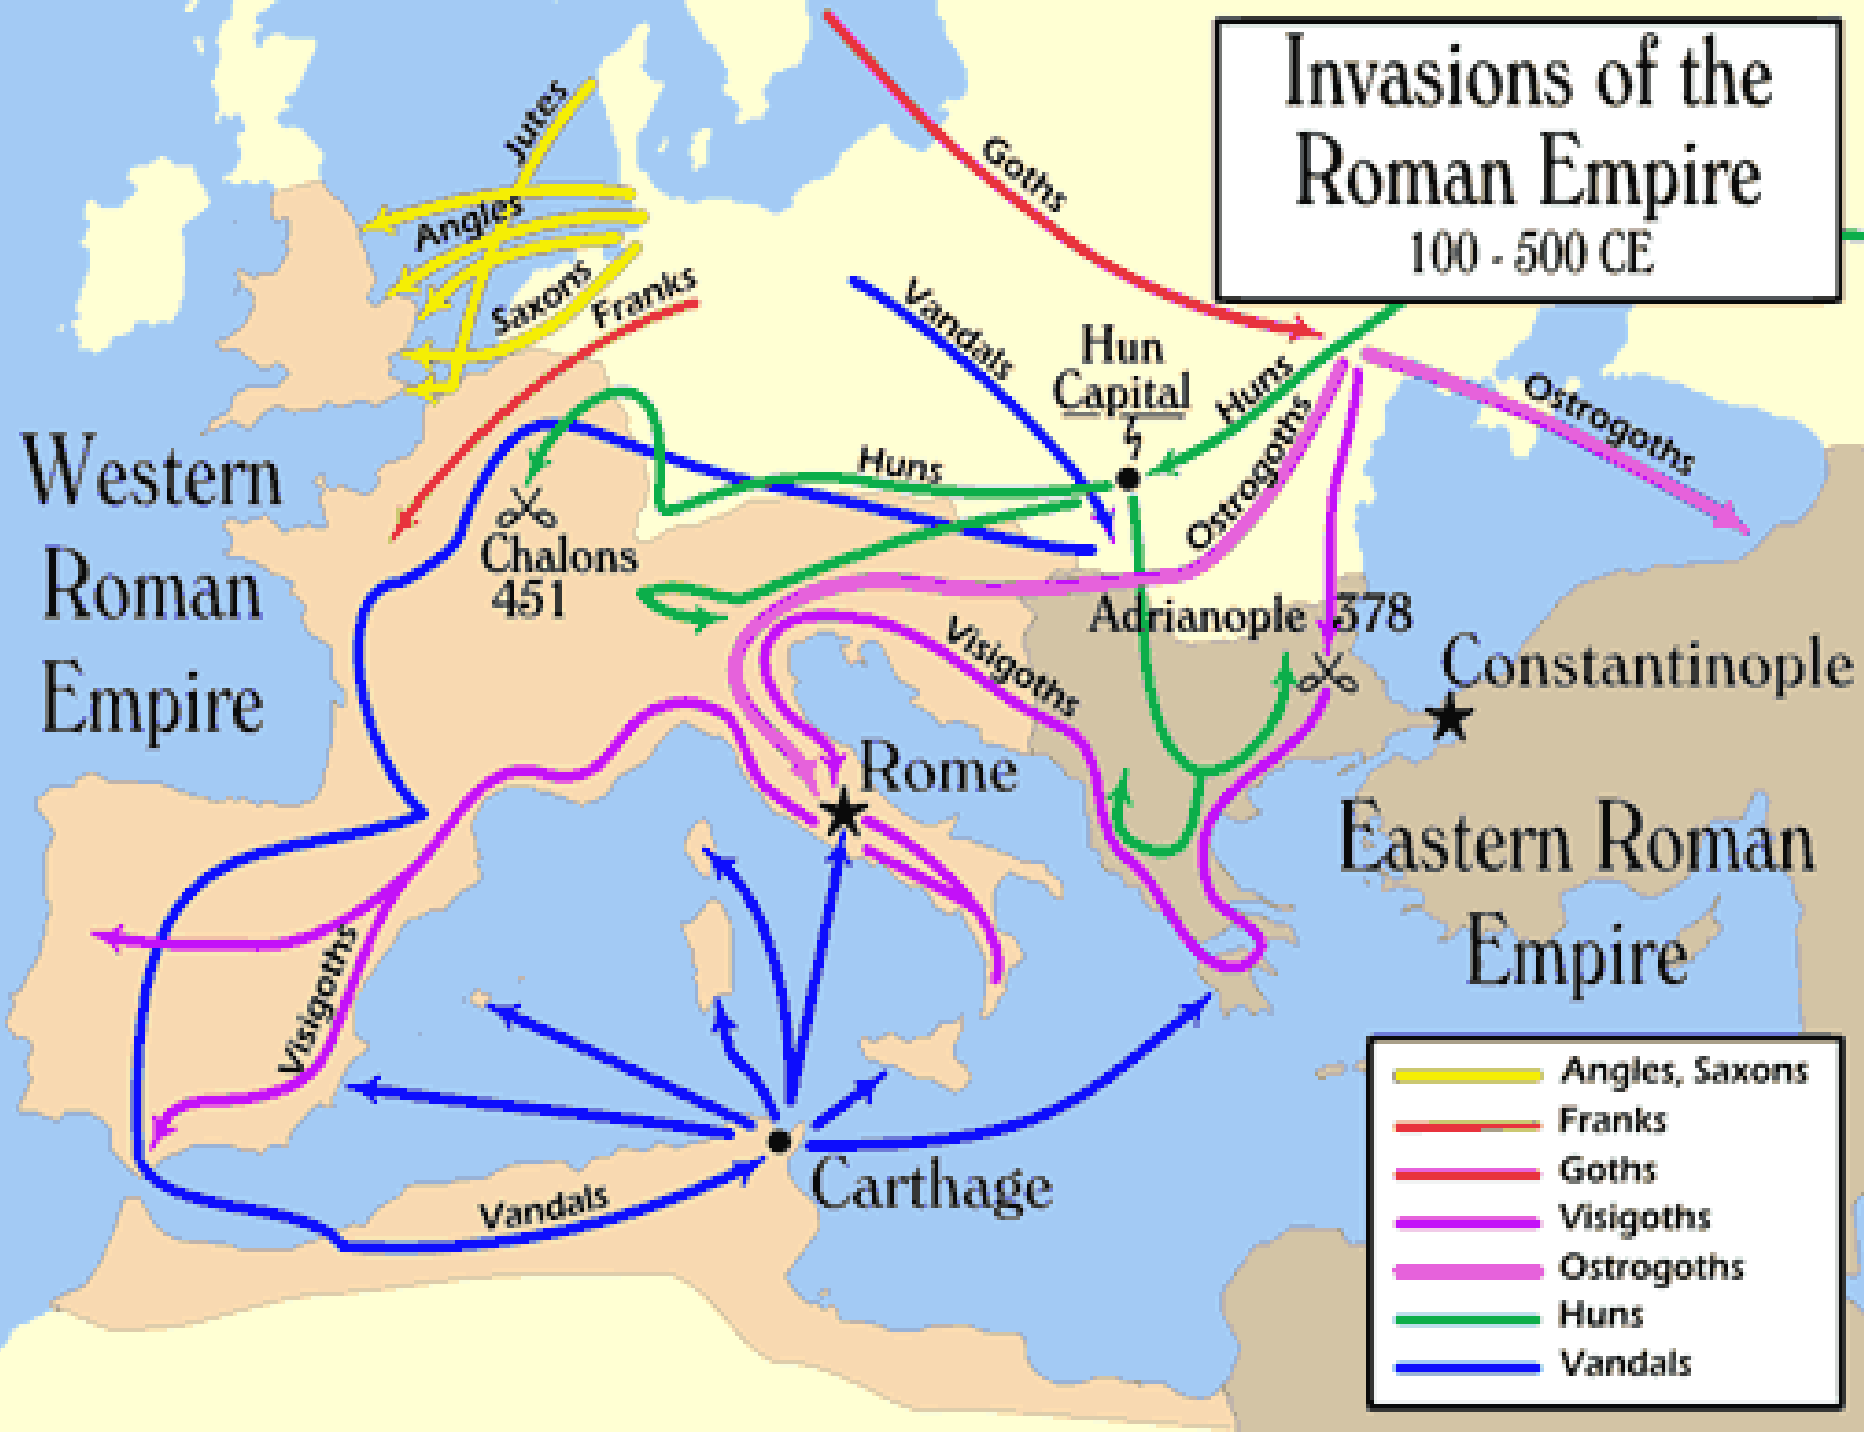 Invasions of the
Roman Empire
100 - 500 CE
Jutes
Angles
Saxons
Franks
Goths
Vandals
Hun
Capital
Huns
Ostrogoths
Ostrogoths
Huns
Western
Roman
Empire
Chalons
451
Adrianople 378
Visigoths
Constantinople
Rome
Eastern Roman
Empire
Visigoths
Vandals
Carthage
Angles, Saxons
Franks
Goths
Visigoths
Ostrogoths
Huns
Vandals